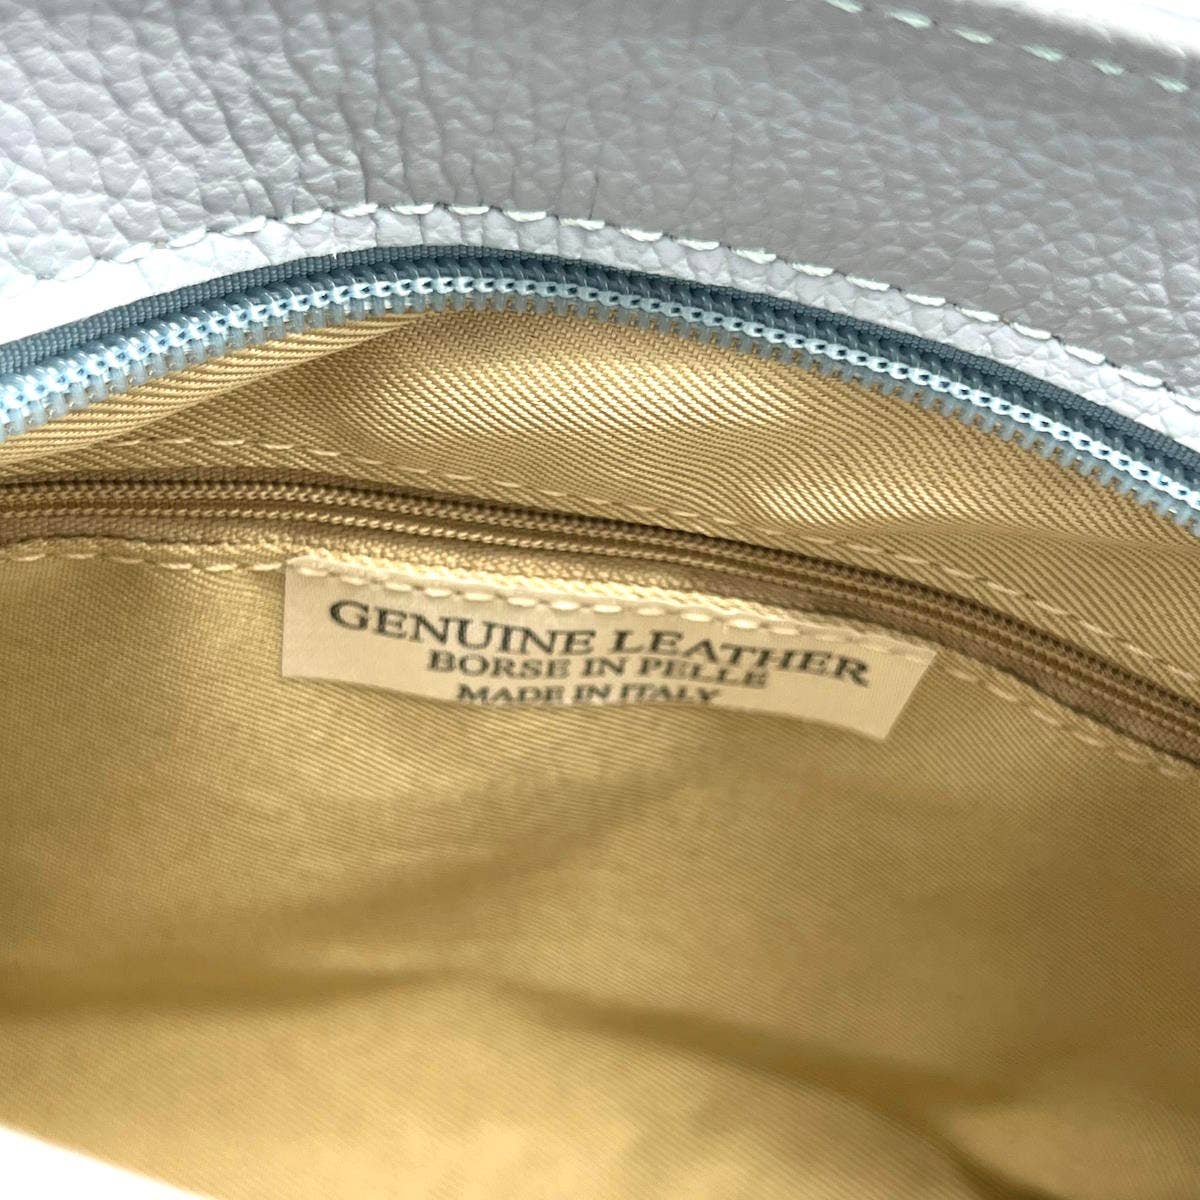 GENUINE LEATHER
BORSE IN PELLE
MADE IN ITALY